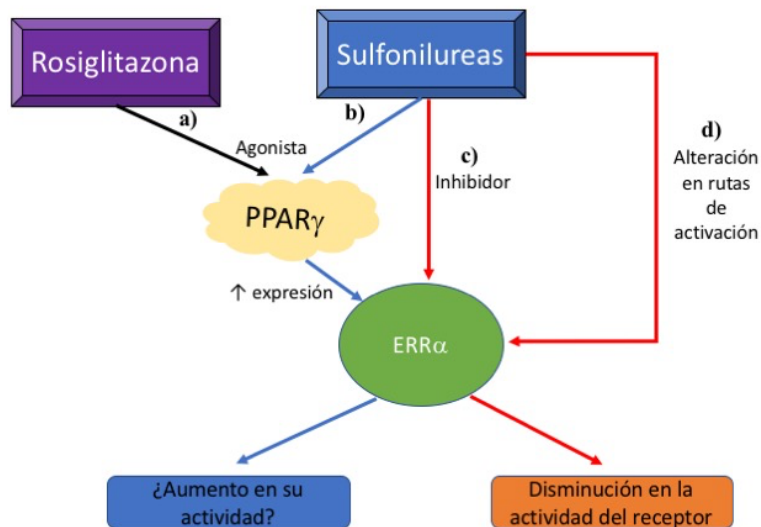 Rosiglitazona
Sulfonilureas
a)
b)
Agonista
c)
Inhibidor
d)
Alteración
en rutas
de
activación
PPARγ
↑ expresión
ERRα
¿Aumento en su
actividad?
Disminución en la
actividad del receptor